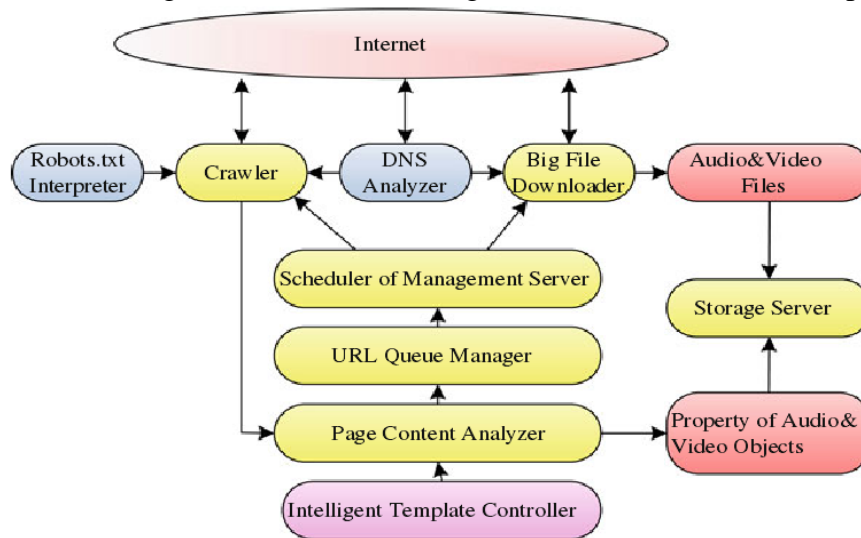 Internet
Robots.txt
Interpreter
Crawler
DNS
Analyzer
Big File
Downloader
Audio&Video
Files
Scheduler of Management Server
Storage Server
URL Queue Manager
Page Content Analyzer
Property of Audio&
Video Objects
Intelligent Template Controller